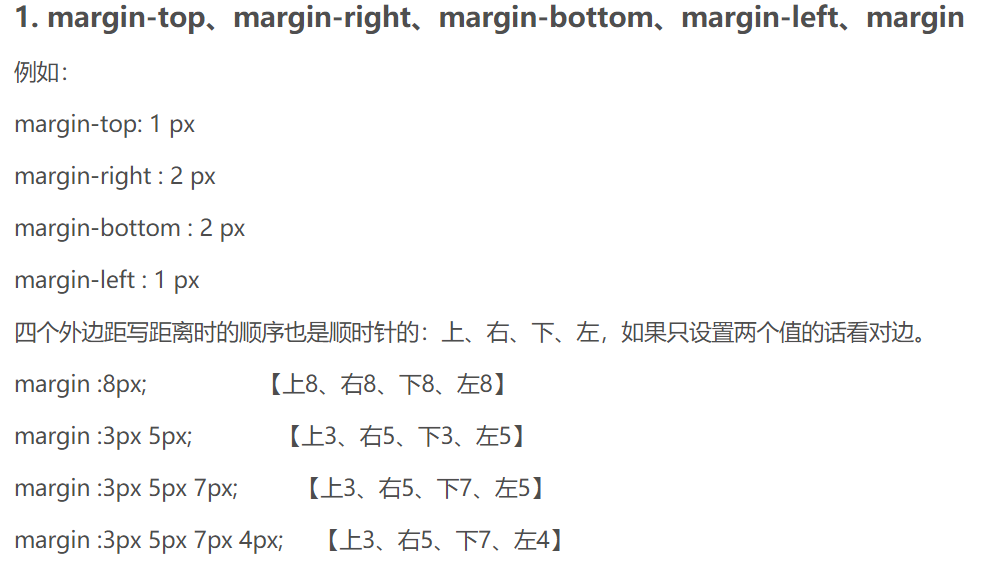 1. margin-top、margin-right、margin-bottom、margin-left、margin
例如：
margin-top: 1 px
margin-right : 2 px
margin-bottom : 2 px
margin-left : 1 px
四个外边距写距离时的顺序也是顺时针的：上、右、下、左，如果只设置两个值的话看对边。
margin :8px; 【上8、右8、下8、左8】
margin :3px 5px; 【上3、右5、下3、左5】
margin :3px 5px 7px; 【上3、右5、下7、左5】
margin :3px 5px 7px 4px; 【上3、右5、下7、左4】